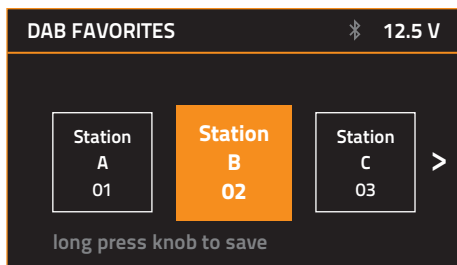 DAB FAVORITES 12.5 V
Station
A
01
Station
B
02
Station
C
03
>
long press knob to save